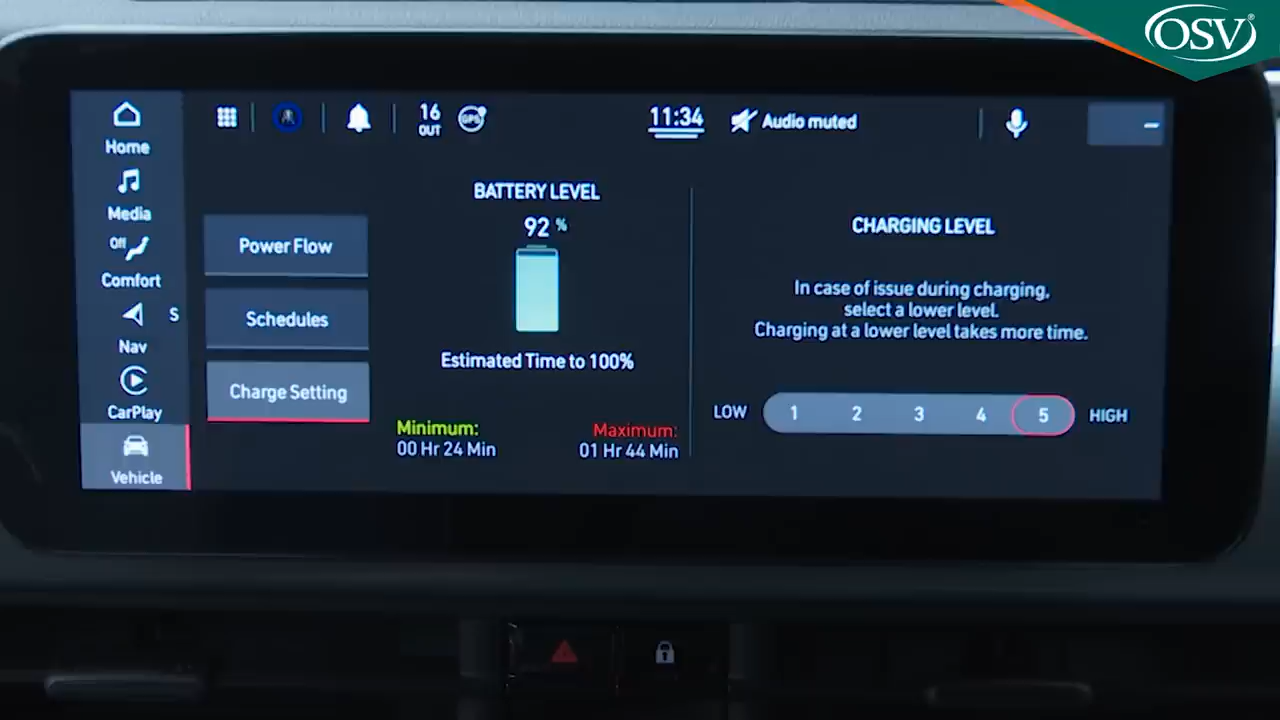 OSV®
Home
Media
Off
Comfort
S
Nav
CarPlay
Vehicle
16
OUT
GPS
11:34
Audio muted
Power Flow
Schedules
Charge Setting
BATTERY LEVEL
92 %
Estimated Time to 100%
Minimum:
00 Hr 24 Min
Maximum:
01 Hr 44 Min
CHARGING LEVEL
In case of issue during charging,
select a lower level.
Charging at a lower level takes more time.
LOW 1 2 3 4 5 HIGH